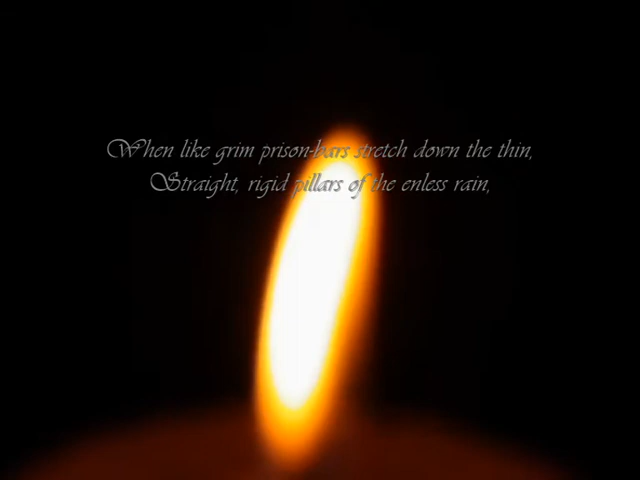 When like grim prison-bars stretch down the thin,
Straight, rigid pillars of the enless rain,